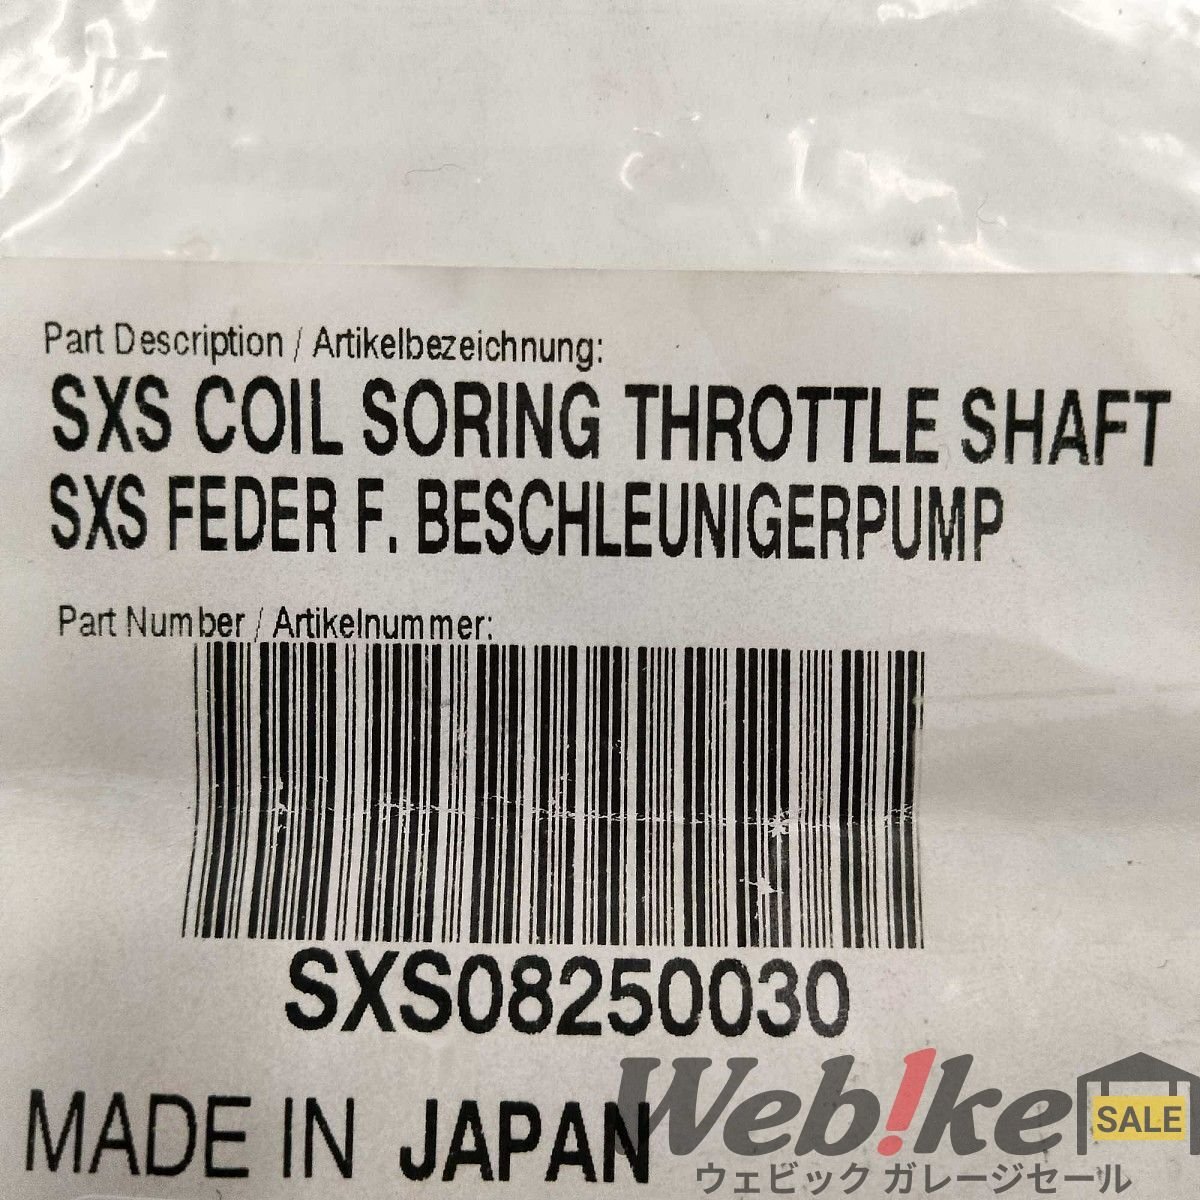 Part Description / Artikelbezeichnung:
SXS COIL SORING THROTTLE SHAFT
SXS FEDER F. BESCHLEUNIGERPUMP
Part Number / Artikelnummer:
SXS08250030
MADE IN JAPAN
Web!ke
SALE
ウェビック ガレージセール